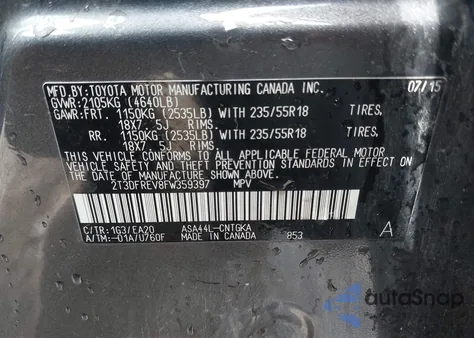 MFD.BY:TOYOTA MOTOR MANUFACTURING CANADA INC. 07/15
GVWR:2105KG (4640LB)
GAWR:FRT. 1150KG (2535LB) WITH 235/55R18 TIRES,
18X7.5J RIMS
RR. 1150KG (2535LB) WITH 235/55R18 TIRES,
18X7.5J RIMS
THIS VEHICLE CONFORMS TO ALL APPLICABLE FEDERAL MOTOR
VEHICLE SAFETY AND THEFT PREVENTION STANDARDS IN
EFFECT ON THE DATE OF MANUFACTURE SHOWN ABOVE.
2T3DFREV8FW359397 MPV
C/TR:1G3/EA20 ASA44L-CNTGKA
A/TM:-01A/U760F MADE IN CANADA 853 A
autoSnap